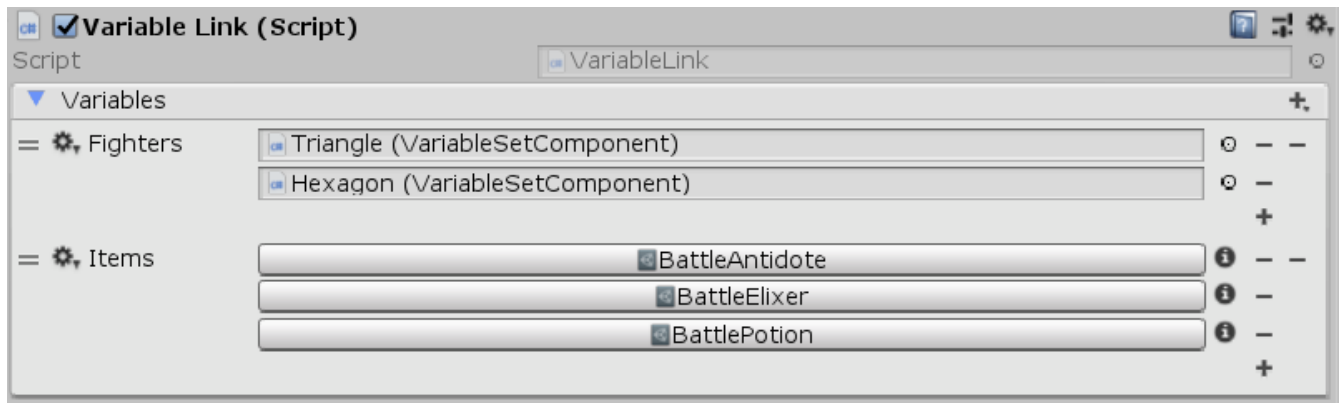 Variable Link (Script)
Script VariableLink
Variables
Fighters Triangle (VariableSetComponent)
Hexagon (VariableSetComponent)
Items BattleAntidote
BattleElixer
BattlePotion